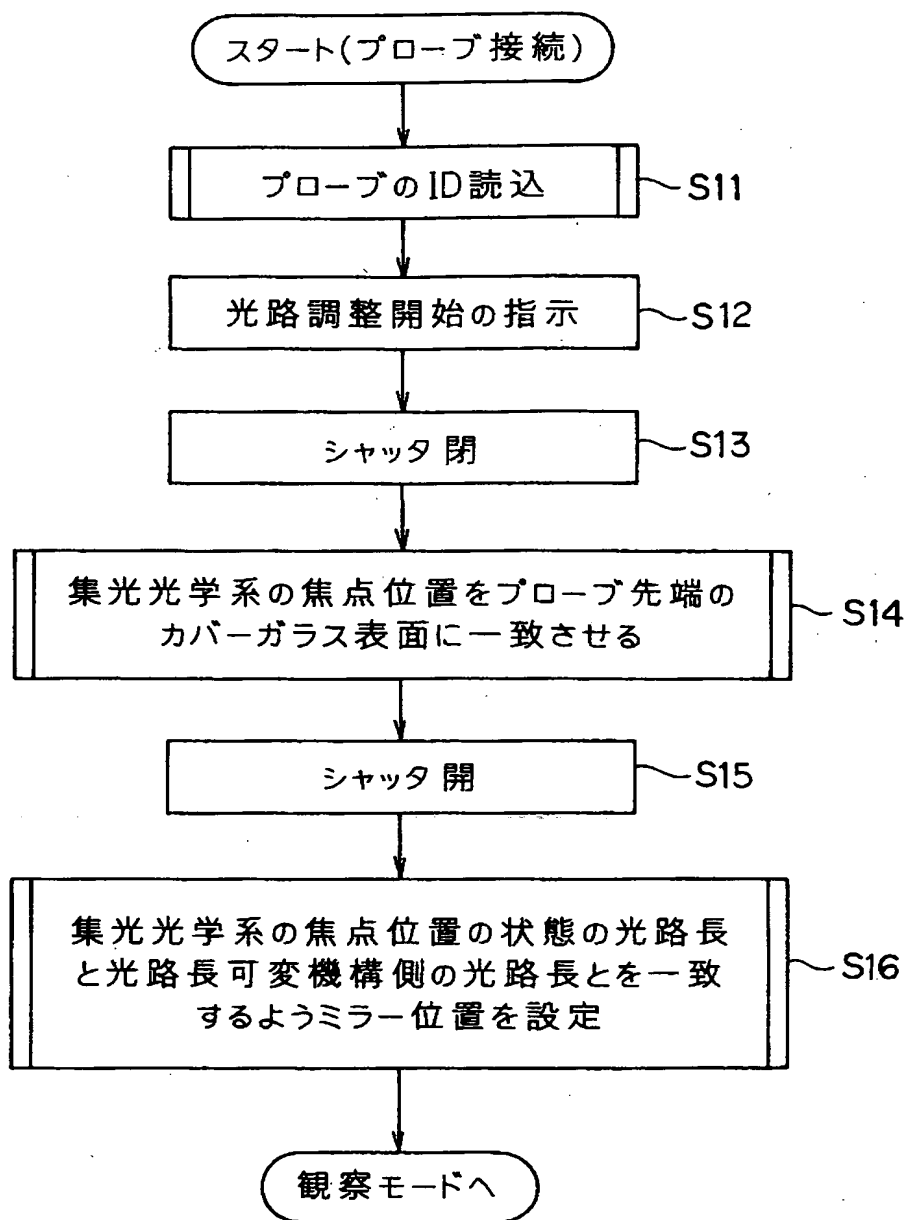 スタート(プローブ接続)
プローブのID読込
S11
光路調整開始の指示
S12
シャッタ閉
S13
集光光学系の焦点位置をプローブ先端の
カバーガラス表面に一致させる
S14
シャッタ開
S15
集光光学系の焦点位置の状態の光路長
と光路長可変機構側の光路長とを一致
するようミラー位置を設定
S16
観察モードへ